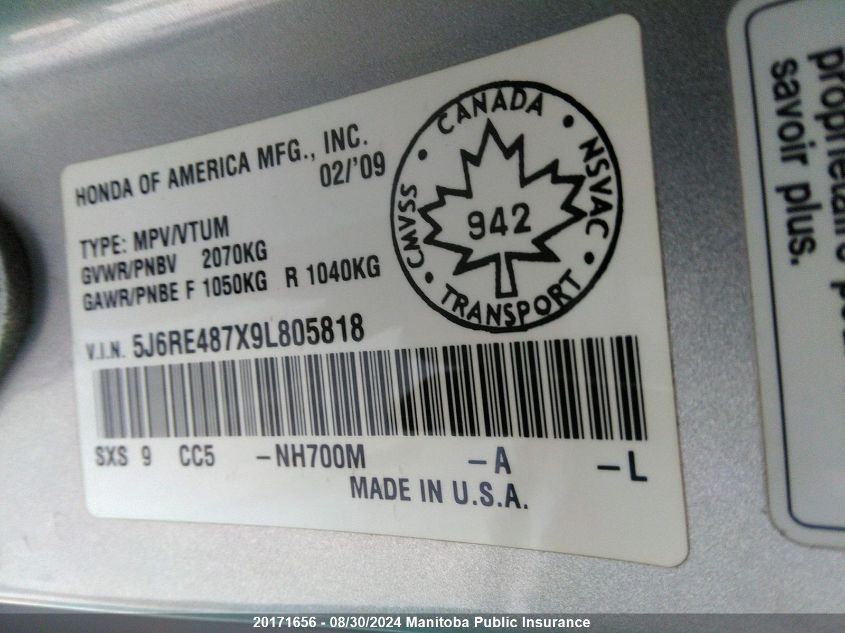 HONDA OF AMERICA MFG., INC.
02/'09
TYPE: MPV/VTUM
GVWR/PNBV 2070KG
GAWR/PNBE F 1050KG R 1040KG
V.I.N. 5J6RE487X9L805818
SXS 9 CC5 -NH700M -A -L
MADE IN U.S.A.
• CANADA •
NSVAC
942
CMVSS •
• TRANSPORT
savoir plus.
20171656 - 08/30/2024 Manitoba Public Insurance